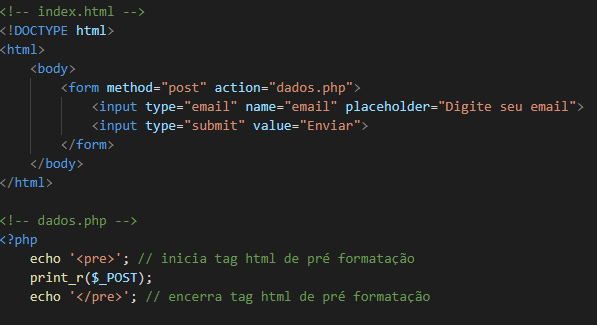 <!-- index.html -->
<!DOCTYPE html>
<html>
    <body>
        <form method="post" action="dados.php">
            <input type="email" name="email" placeholder="Digite seu email">
            <input type="submit" value="Enviar">
        </form>
    </body>
</html>

<!-- dados.php -->
<?php
    echo '<pre>'; // inicia tag html de pré formatação
    print_r($_POST);
    echo '</pre>'; // encerra tag html de pré formatação